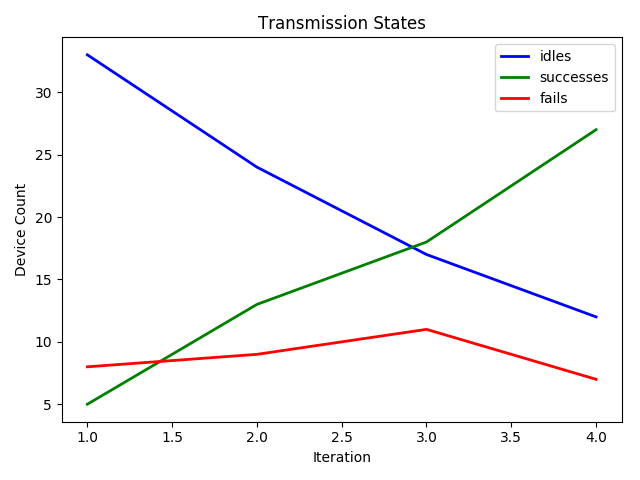 Transmission States
idles
successes
fails
Device Count
30
25
20
15
10
5
1.0 1.5 2.0 2.5 3.0 3.5 4.0
Iteration